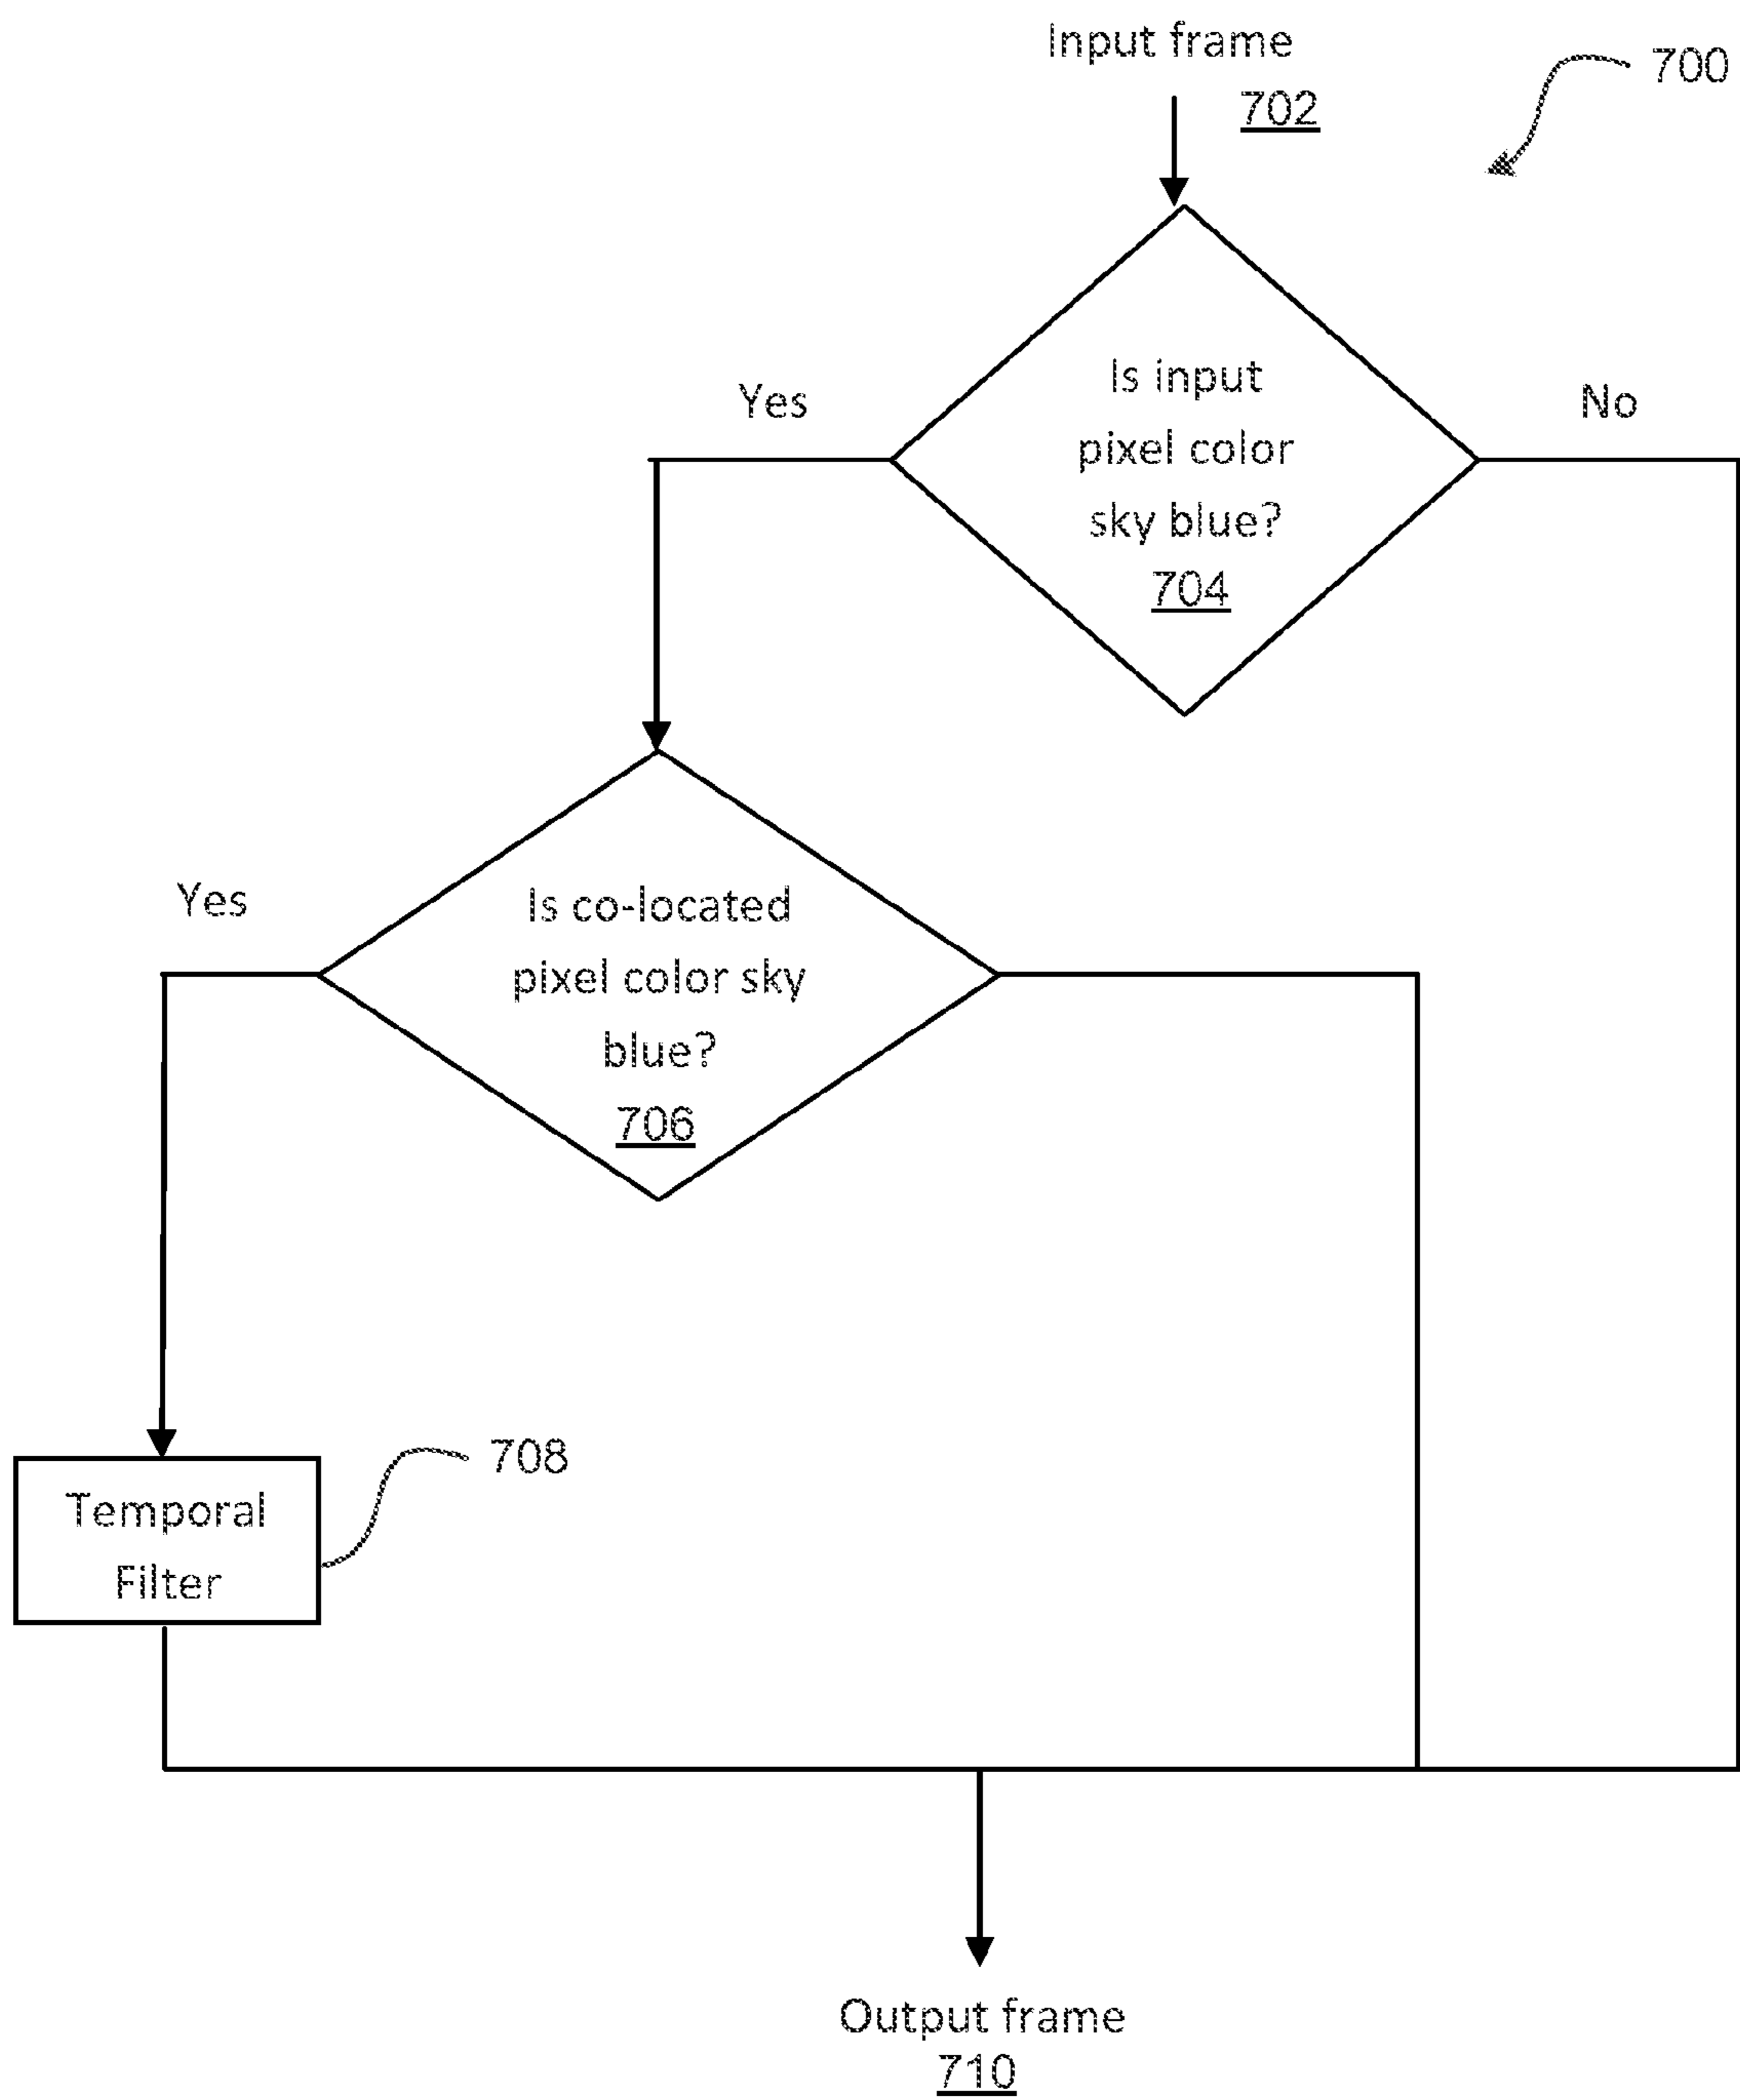 Input frame
702
700
Is input
pixel color
sky blue?
704
Yes
No
Is co-located
pixel color sky
blue?
706
Yes
708
Temporal
Filter
Output frame
710